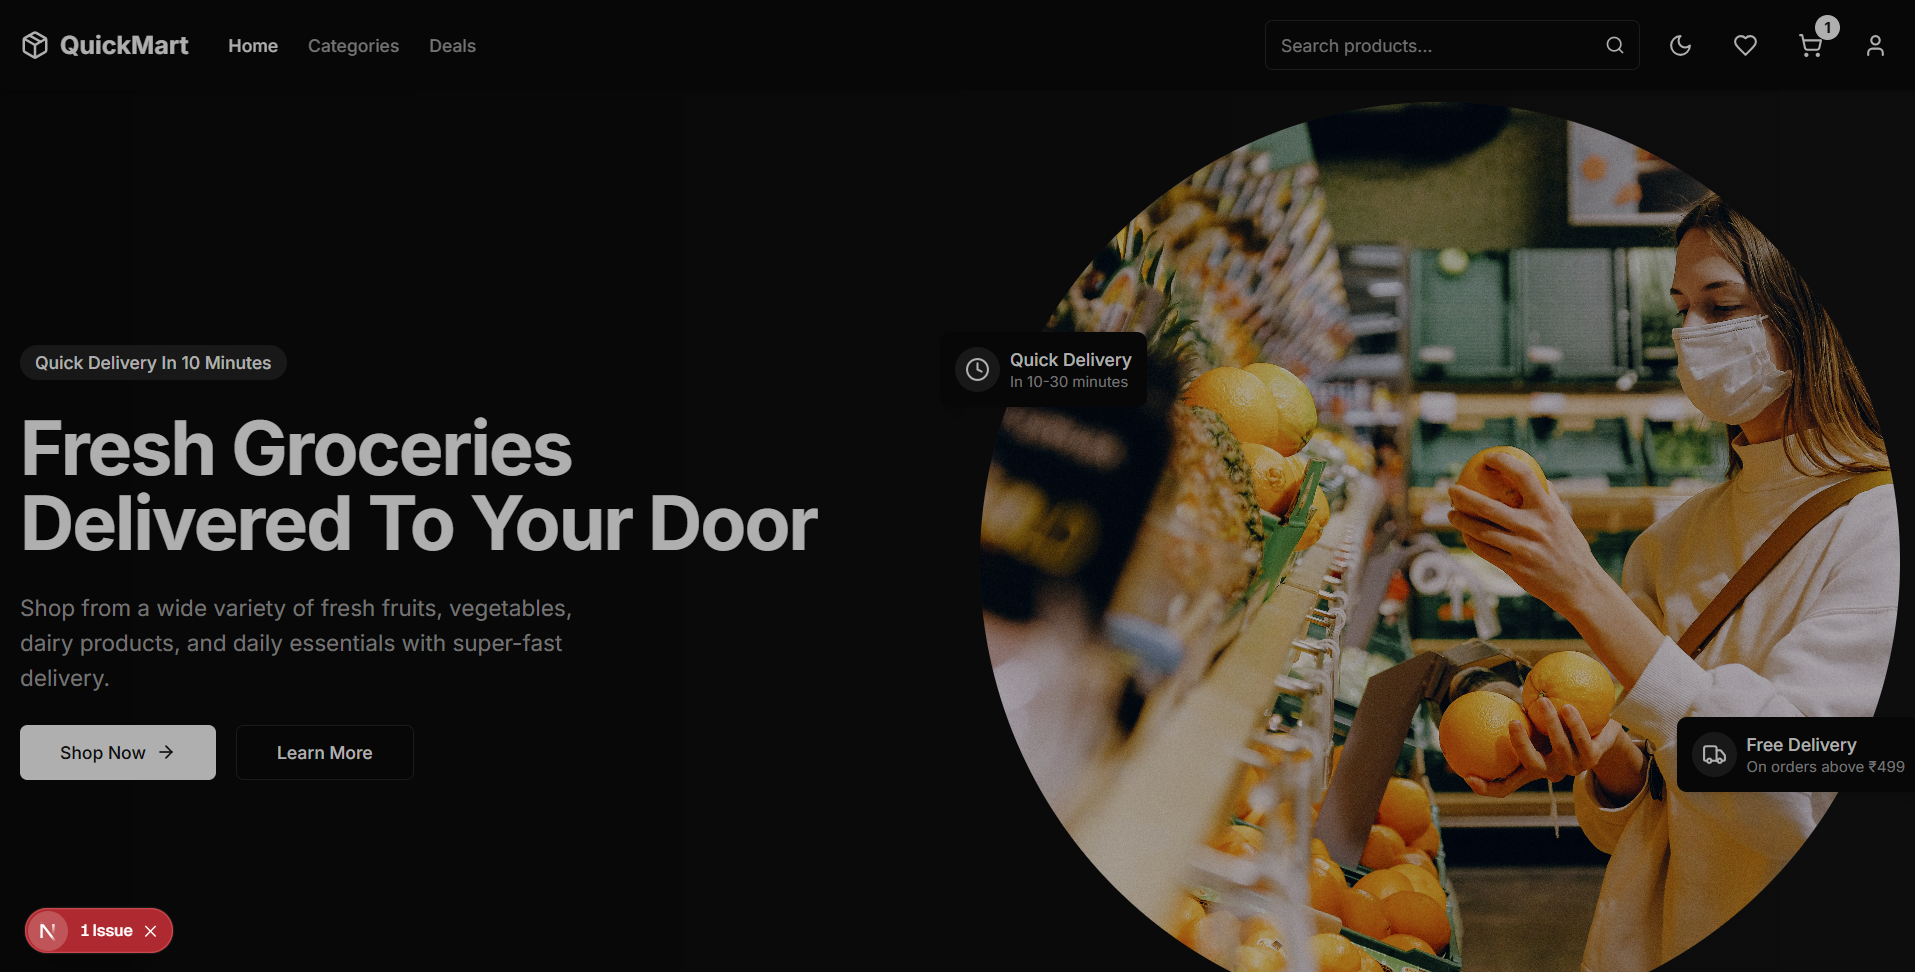 QuickMart
Home
Categories
Deals
Search products...
1
Quick Delivery In 10 Minutes
Fresh Groceries
Delivered To Your Door
Shop from a wide variety of fresh fruits, vegetables,
dairy products, and daily essentials with super-fast
delivery.
Shop Now
Learn More
Quick Delivery
In 10-30 minutes
Free Delivery
On orders above ₹499
N
1 Issue